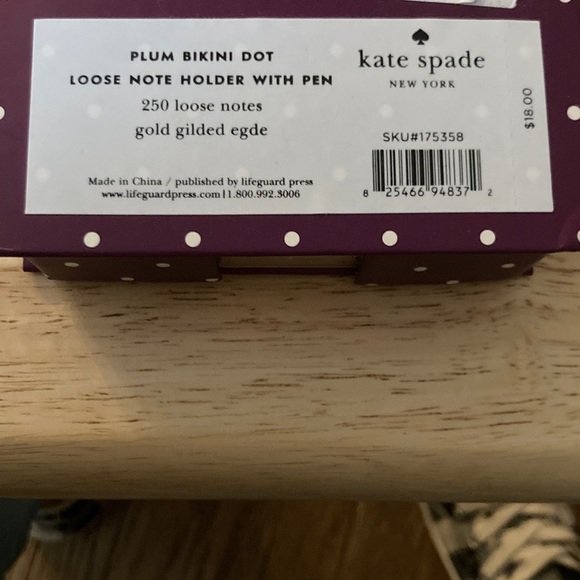 PLUM BIKINI DOT
LOOSE NOTE HOLDER WITH PEN
250 loose notes
gold gilded egde
Made in China / published by lifeguard press
www.lifeguardpress.com | 1.800.992.3006
kate spade
NEW YORK
SKU#175358
8 25466 94837 2
$18.00